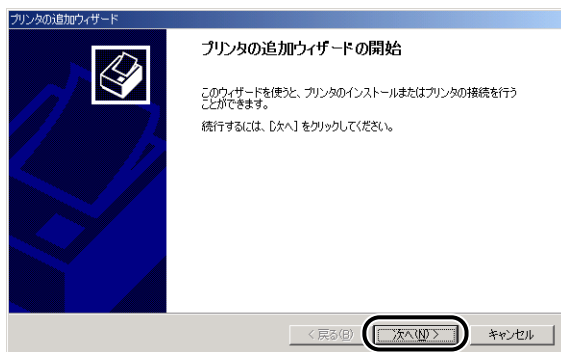 プリンタの追加ウィザード
プリンタの追加ウィザードの開始
このウィザードを使うと、プリンタのインストールまたはプリンタの接続を行う
ことができます。
続行するには、[次へ] をクリックしてください。
< 戻る(B)
次へ(N) >
キャンセル